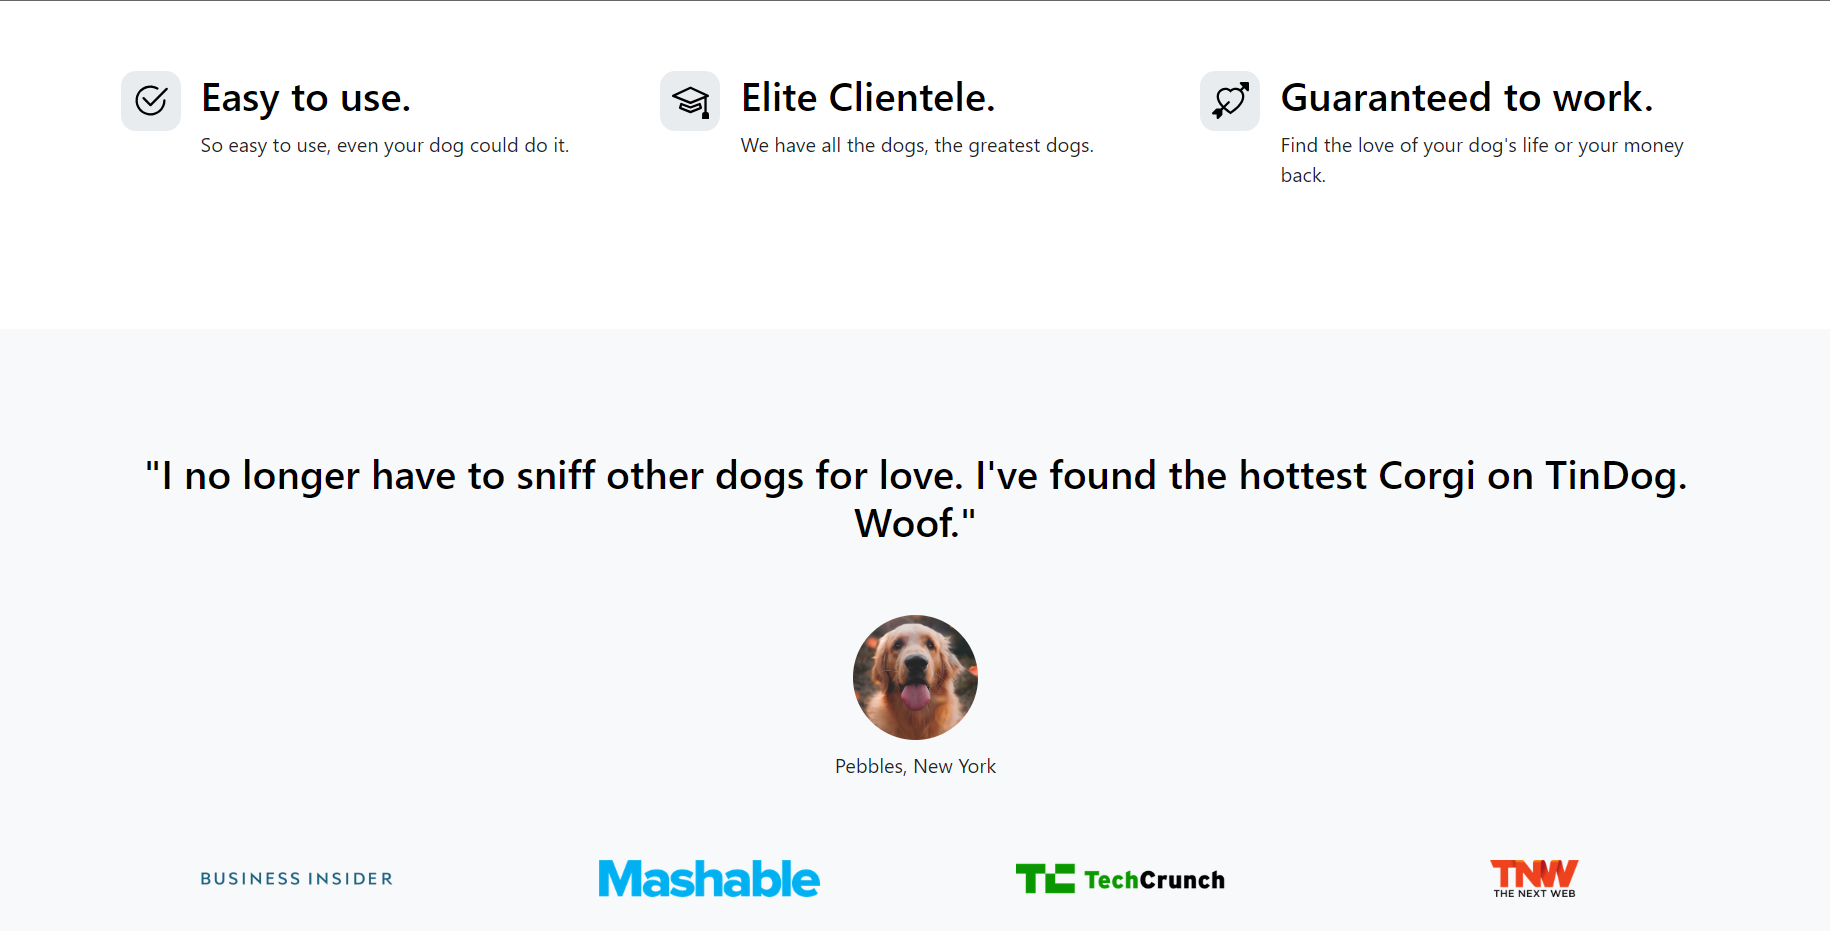 Easy to use.
So easy to use, even your dog could do it.
Elite Clientele.
We have all the dogs, the greatest dogs.
Guaranteed to work.
Find the love of your dog's life or your money
back.
"I no longer have to sniff other dogs for love. I've found the hottest Corgi on TinDog.
Woof."
Pebbles, New York
BUSINESS INSIDER
Mashable
TC TechCrunch
TNW
THE NEXT WEB